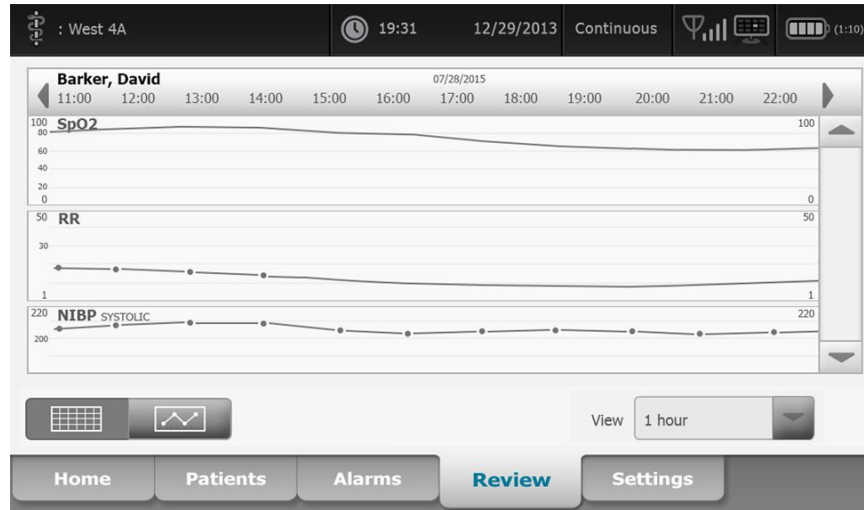 : West 4A 19:31 12/29/2013 Continuous (1:10)
Barker, David 07/28/2015
11:00 12:00 13:00 14:00 15:00 16:00 17:00 18:00 19:00 20:00 21:00 22:00
100 SpO2 100
80
60
40
20
0 0
50 RR 50
30
1 1
220 NIBP SYSTOLIC 220
200
View 1 hour
Home Patients Alarms Review Settings